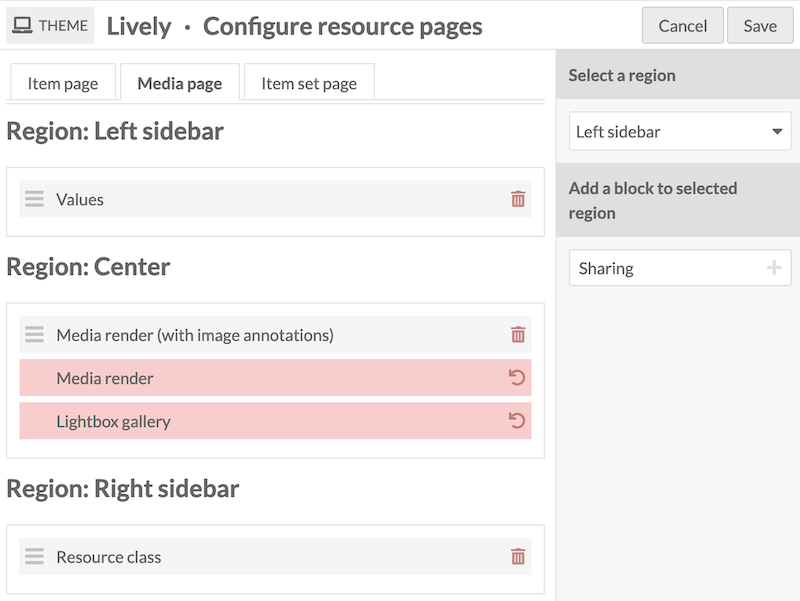 THEME Lively · Configure resource pages Cancel Save
Item page Media page Item set page
Region: Left sidebar
Values
Region: Center
Media render (with image annotations)
Media render
Lightbox gallery
Region: Right sidebar
Resource class
Select a region
Left sidebar
Add a block to selected
region
Sharing